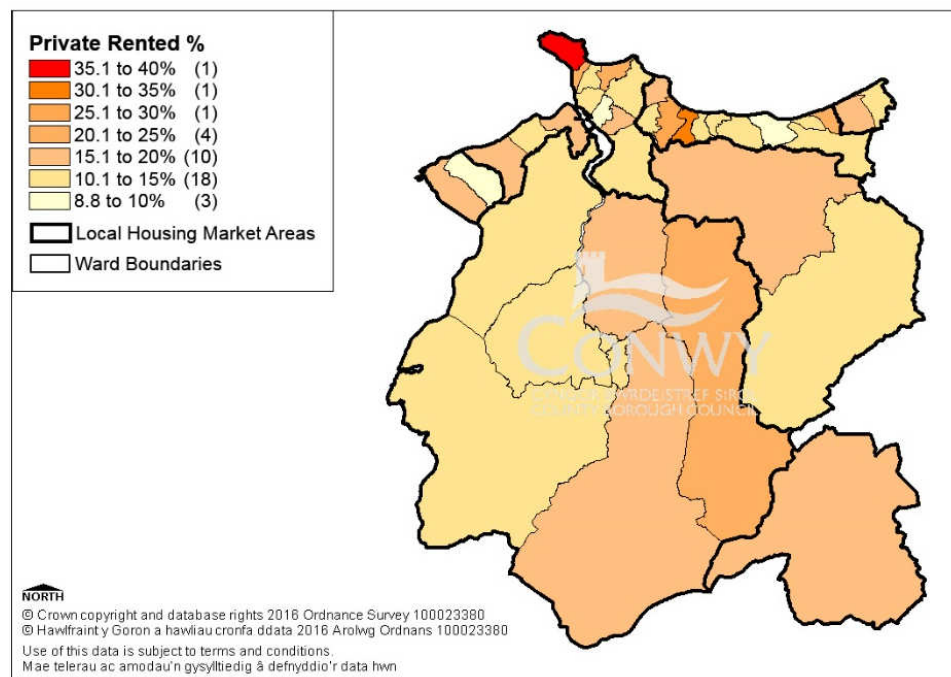 Private Rented %
35.1 to 40% (1)
30.1 to 35% (1)
25.1 to 30% (1)
20.1 to 25% (4)
15.1 to 20% (10)
10.1 to 15% (18)
8.8 to 10% (3)
Local Housing Market Areas
Ward Boundaries
CONWY
SIROL
COUNTY BOROUGH COUNCIL
NORTH
© Crown copyright and database rights 2016 Ordnance Survey 100023380
© Hawlfraint y Goron a hawliau cronfa ddata 2016 Arolwg Ordnans 100023380
Use of this data is subject to terms and conditions.
Mae telerau ac amodau'n gysylltiedig â defnyddio'r data hwn